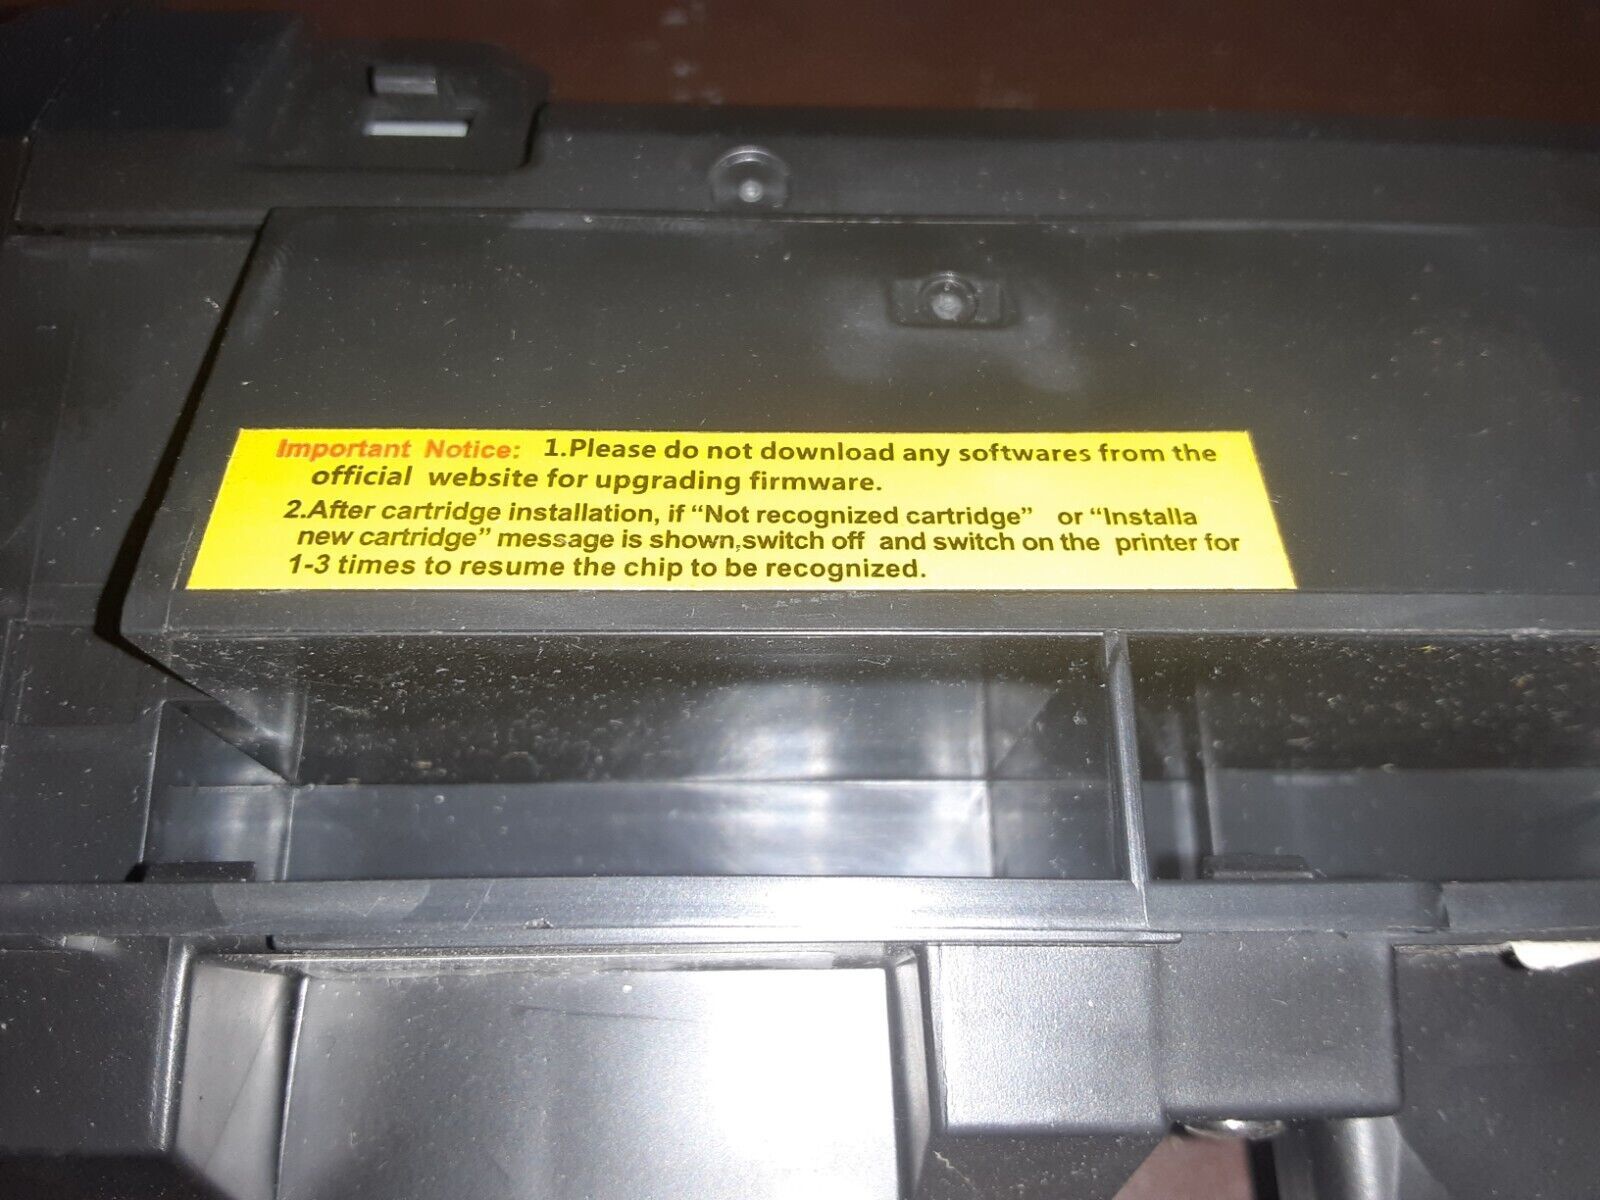 Important Notice: 1.Please do not download any softwares from the
official website for upgrading firmware.
2.After cartridge installation, if “Not recognized cartridge” or “Installa
new cartridge” message is shown,switch off and switch on the printer for
1-3 times to resume the chip to be recognized.